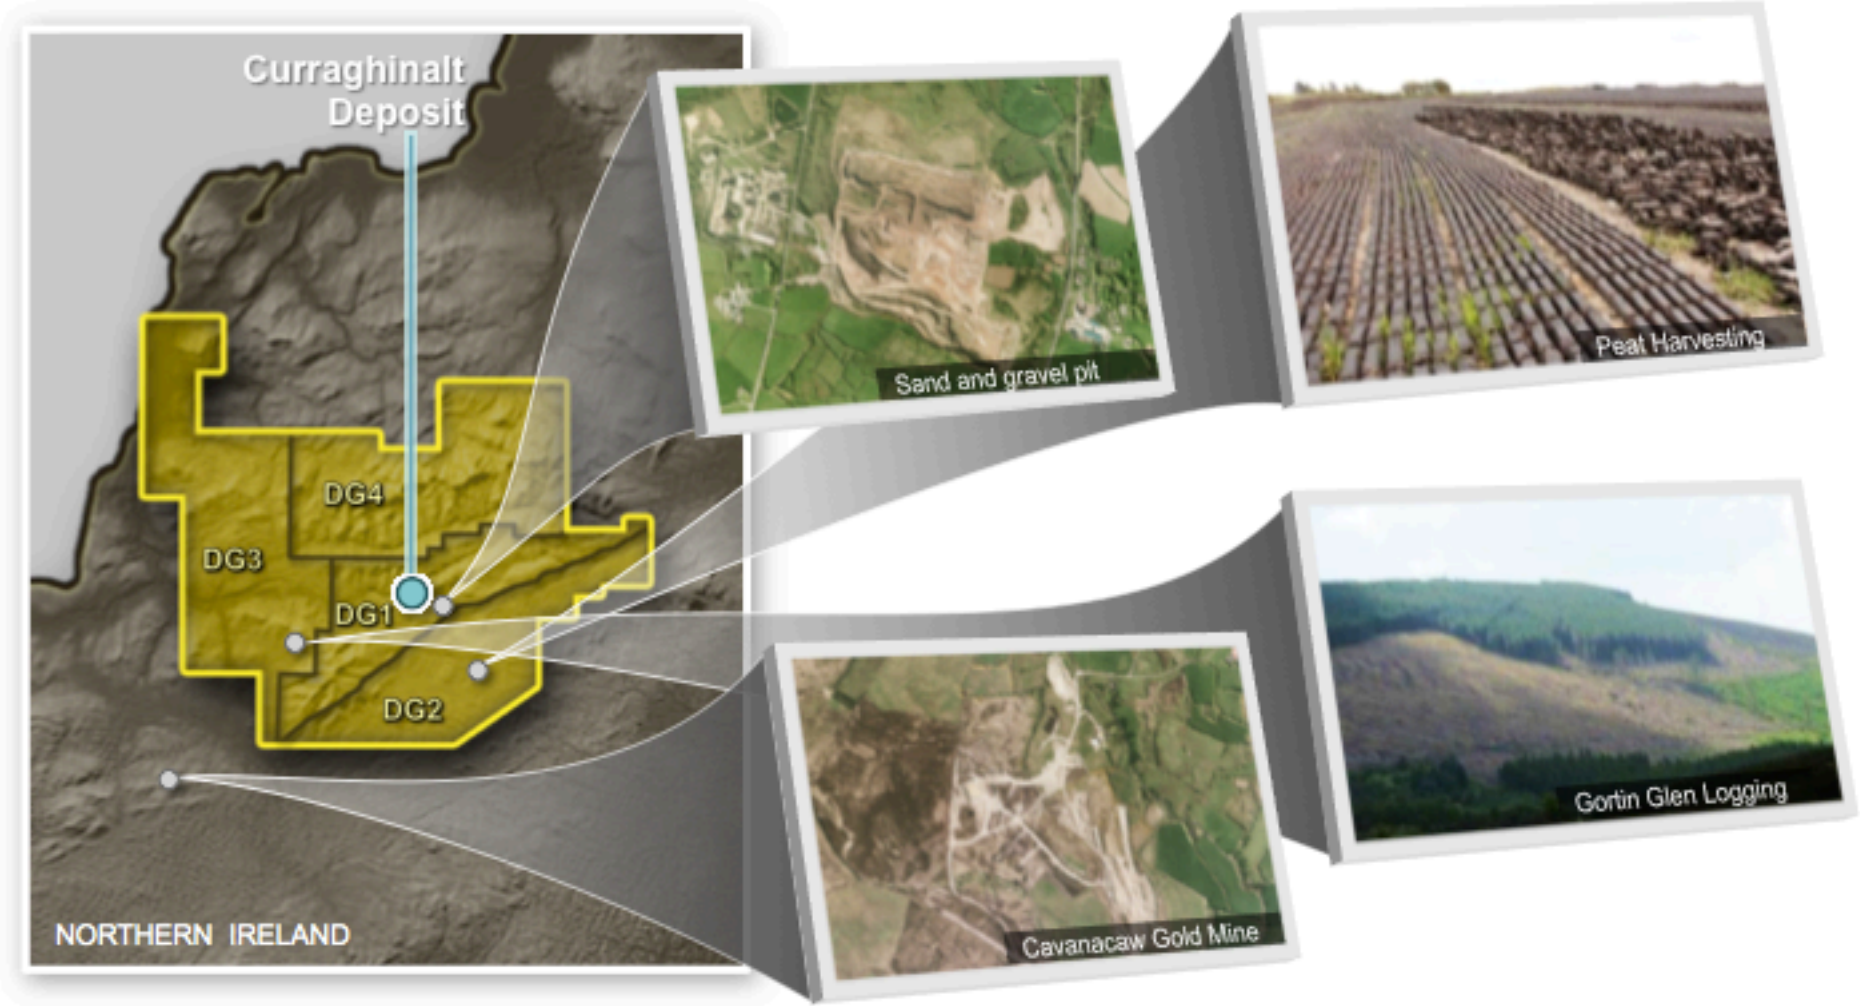 Curraghinalt
Deposit
DG4
DG3
DG1
DG2
NORTHERN IRELAND
Sand and gravel pit
Peat Harvesting
Gortin Glen Logging
Cavanacaw Gold Mine